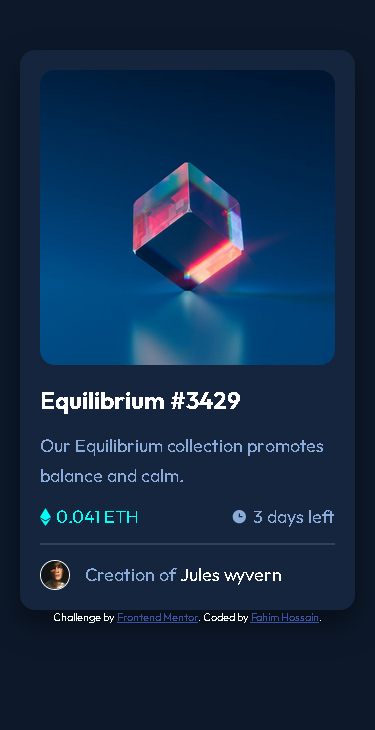 Equilibrium #3429
Our Equilibrium collection promotes
balance and calm.
0.041 ETH
3 days left
Creation of Jules wyvern
Challenge by Frontend Mentor. Coded by Fahim Hossain.